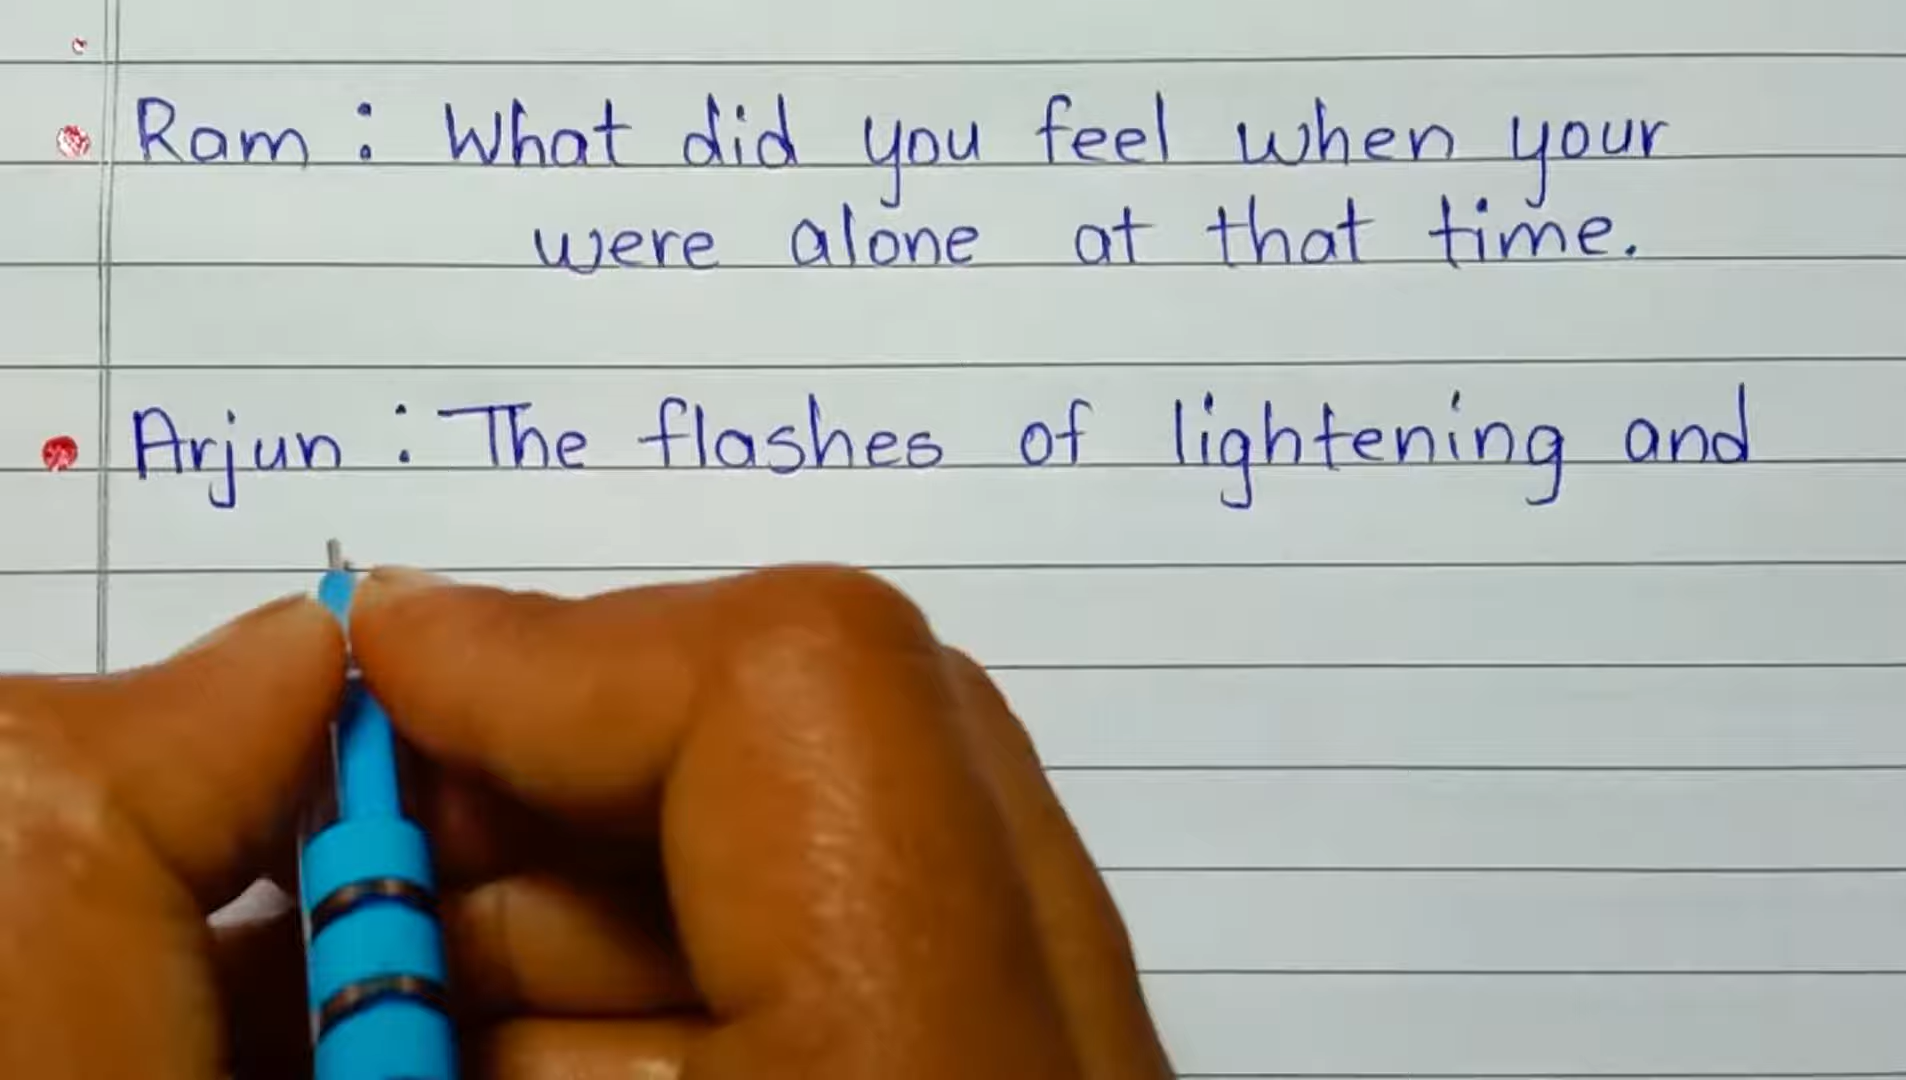 Ram : What did you feel when your
were alone at that time.
Arjun : The flashes of lightening and